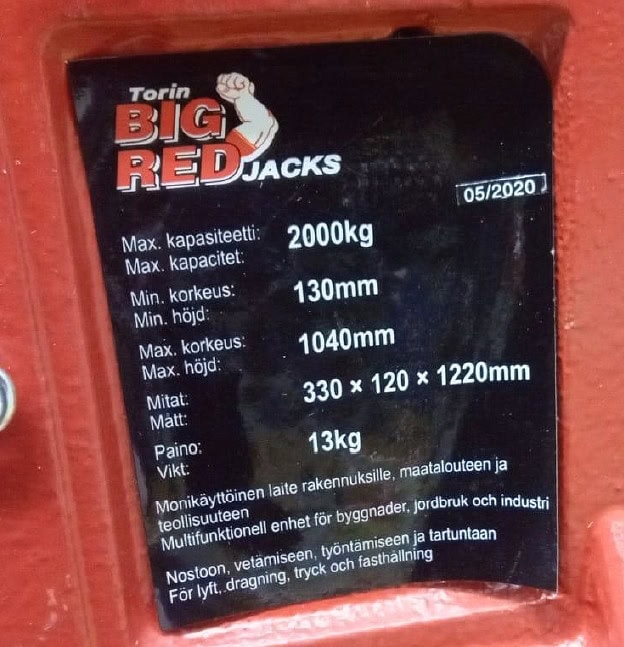 Torin
BIG
RED JACKS
05/2020
Max. kapasiteetti: 2000kg
Max. kapacitet:
Min. korkeus: 130mm
Min. höjd:
Max. korkeus: 1040mm
Max. höjd:
Mitat: 330 × 120 × 1220mm
Mått:
Paino: 13kg
Vikt:
Monikäyttöinen laite rakennuksille, maatalouteen ja
teollisuuteen
Multifunktionell enhet för byggnader, jordbruk och industri
Nostoon, vetämiseen, työntämiseen ja tartuntaan
För lyft, dragning, tryck och fasthållning